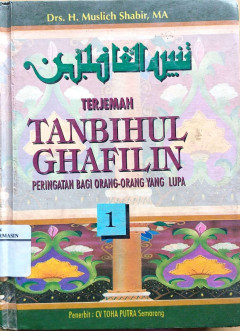 Drs. H. Muslich Shabir, MA
تنبيه الغافلين
TERJEMAH
TANBIHUL
GHAFILIN
PERINGATAN BAGI ORANG-ORANG YANG LUPA
1
Penerbit : CV TOHA PUTRA Semarang